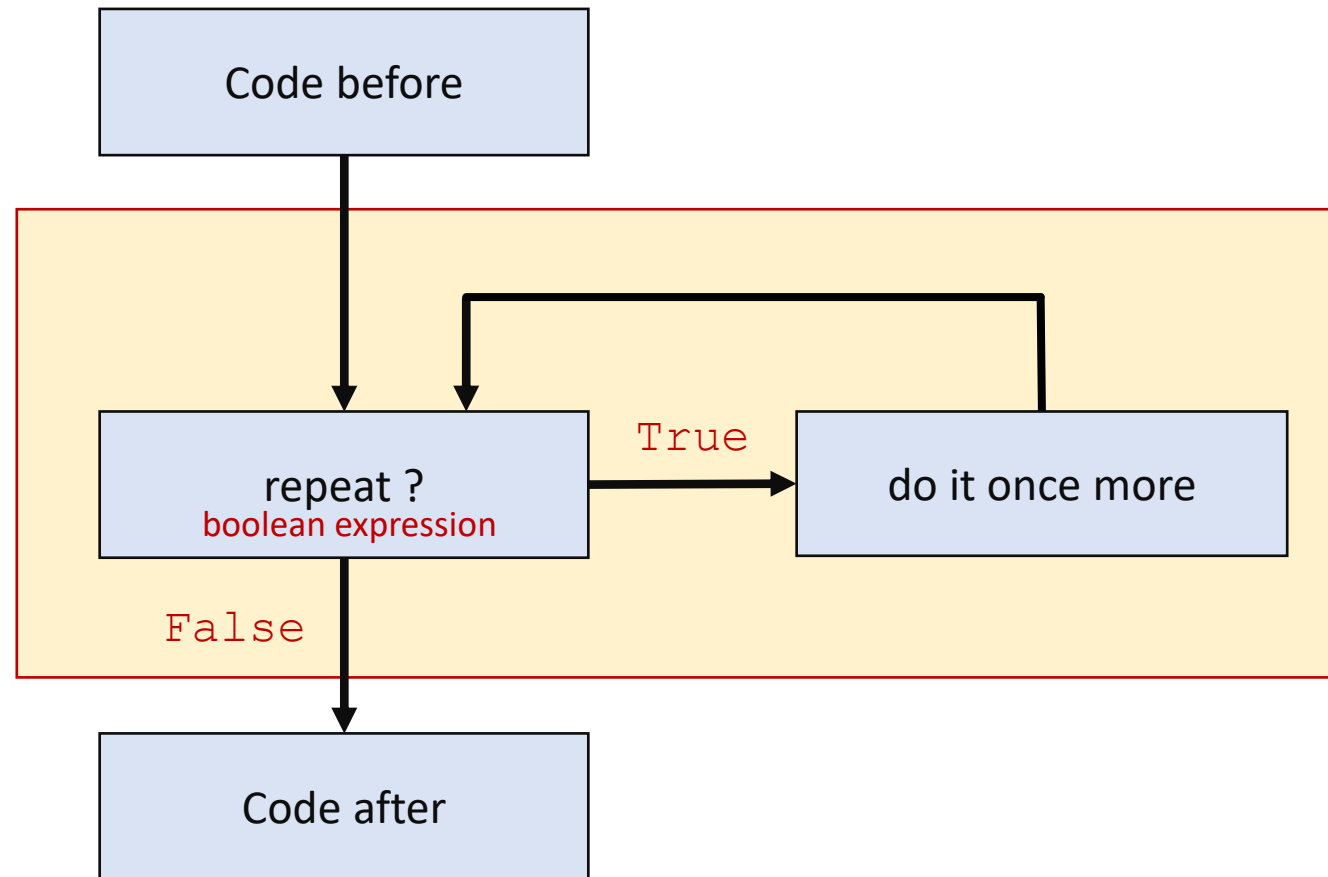 Code before
True
repeat ?
do it once more
boolean expression
False
Code after